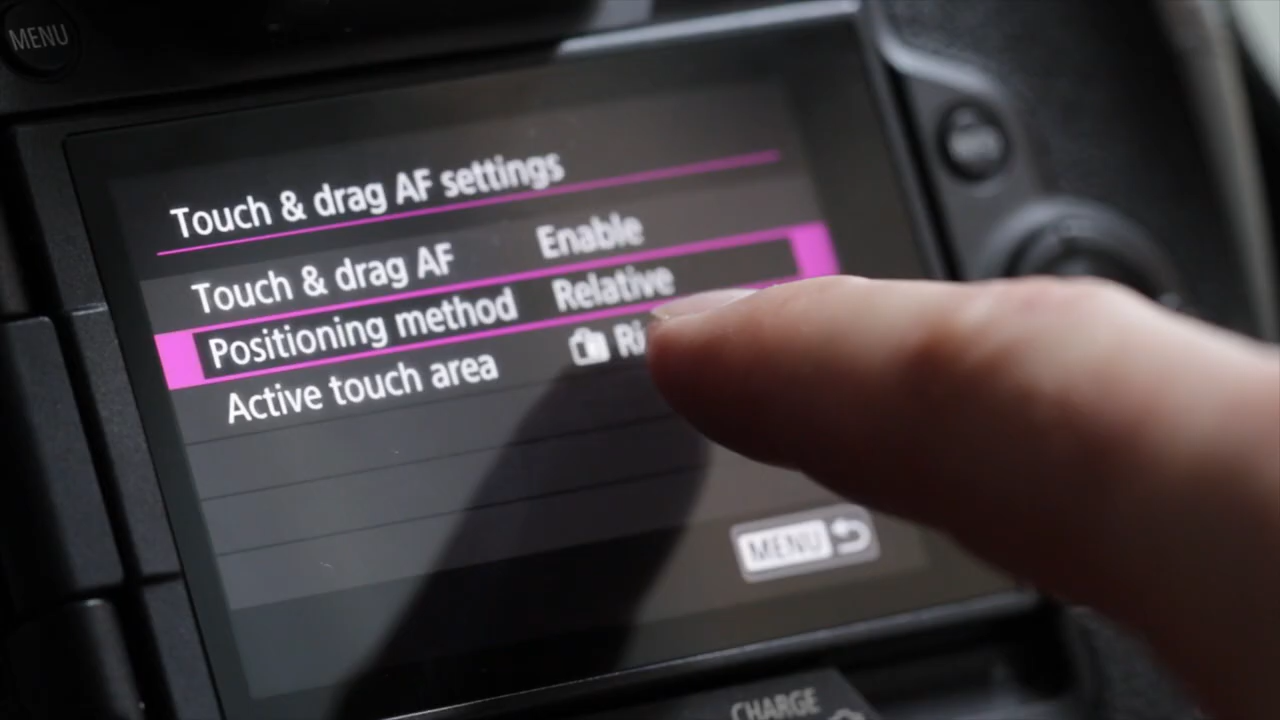 MENU
Touch & drag AF settings
Touch & drag AF Enable
Positioning method Relative
Active touch area
MENU
CHARGE